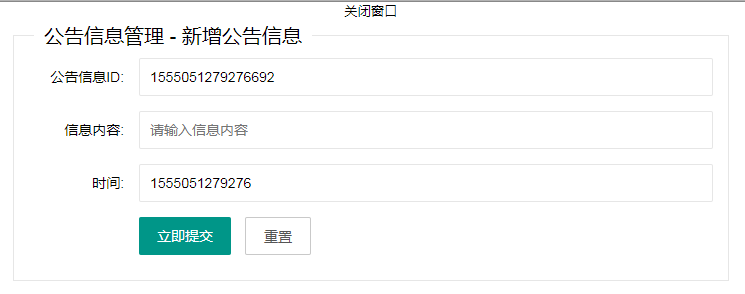 关闭窗口
公告信息管理 - 新增公告信息
公告信息ID: 1555051279276692
信息内容: 请输入信息内容
时间: 1555051279276
立即提交 重置